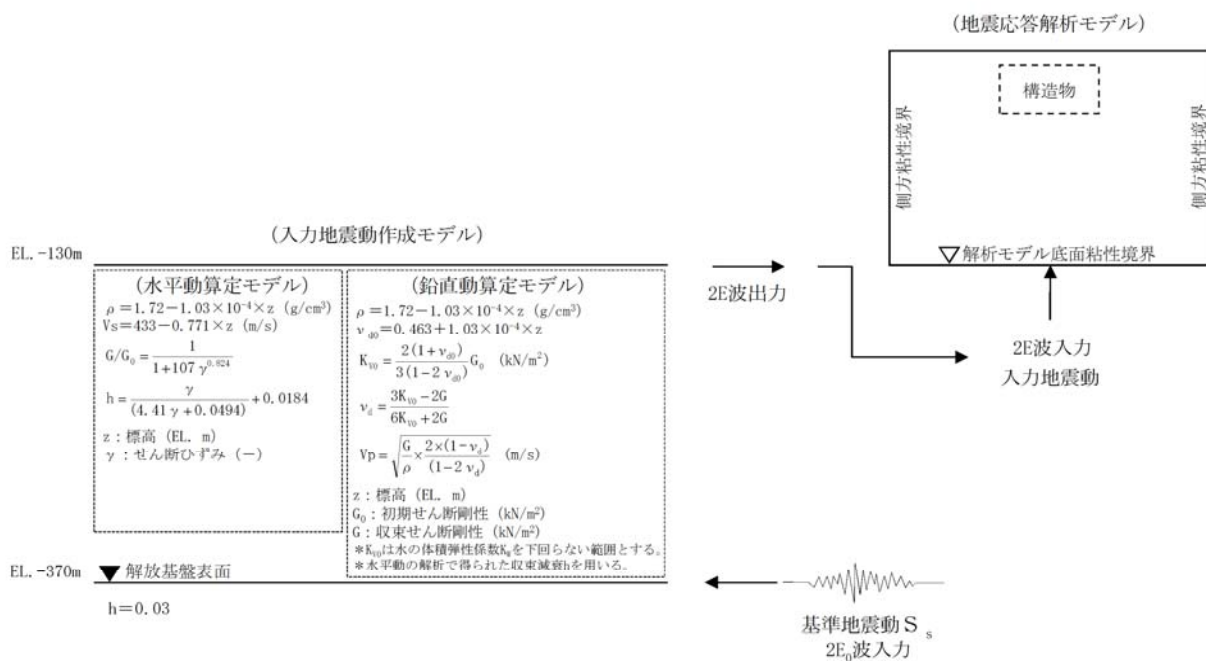 (地震応答解析モデル)
構造物
側方粘性境界
側方粘性境界
解析モデル底面粘性境界
(入力地震動作成モデル)
EL. -130m
2E波出力
2E波入力
入力地震動
(水平動算定モデル)
ρ=1.72-1.03×10⁻⁴×z (g/cm³)
Vs=433-0.771×z (m/s)
G/G₀=1/(1+107γ^0.824)
h=γ/(4.41γ+0.0494)+0.0184
z:標高 (EL. m)
γ:せん断ひずみ (-)
(鉛直動算定モデル)
ρ=1.72-1.03×10⁻⁴×z (g/cm³)
ν_d0=0.463+1.03×10⁻⁴×z
K_V0=2(1+ν_d0)/3(1-2ν_d0) G₀ (kN/m²)
ν_d=(3K_V0-2G)/(6K_V0+2G)
Vp=√(G/ρ×2×(1-ν_d)/(1-2ν_d)) (m/s)
z:標高 (EL. m)
G₀:初期せん断剛性 (kN/m²)
G:収束せん断剛性 (kN/m²)
*K_V0は水の体積弾性係数K_Wを下回らない範囲とする。
*水平動の解析で得られた収束減衰hを用いる。
EL. -370m
解放基盤表面
h=0.03
基準地震動Sₛ
2E₀波入力